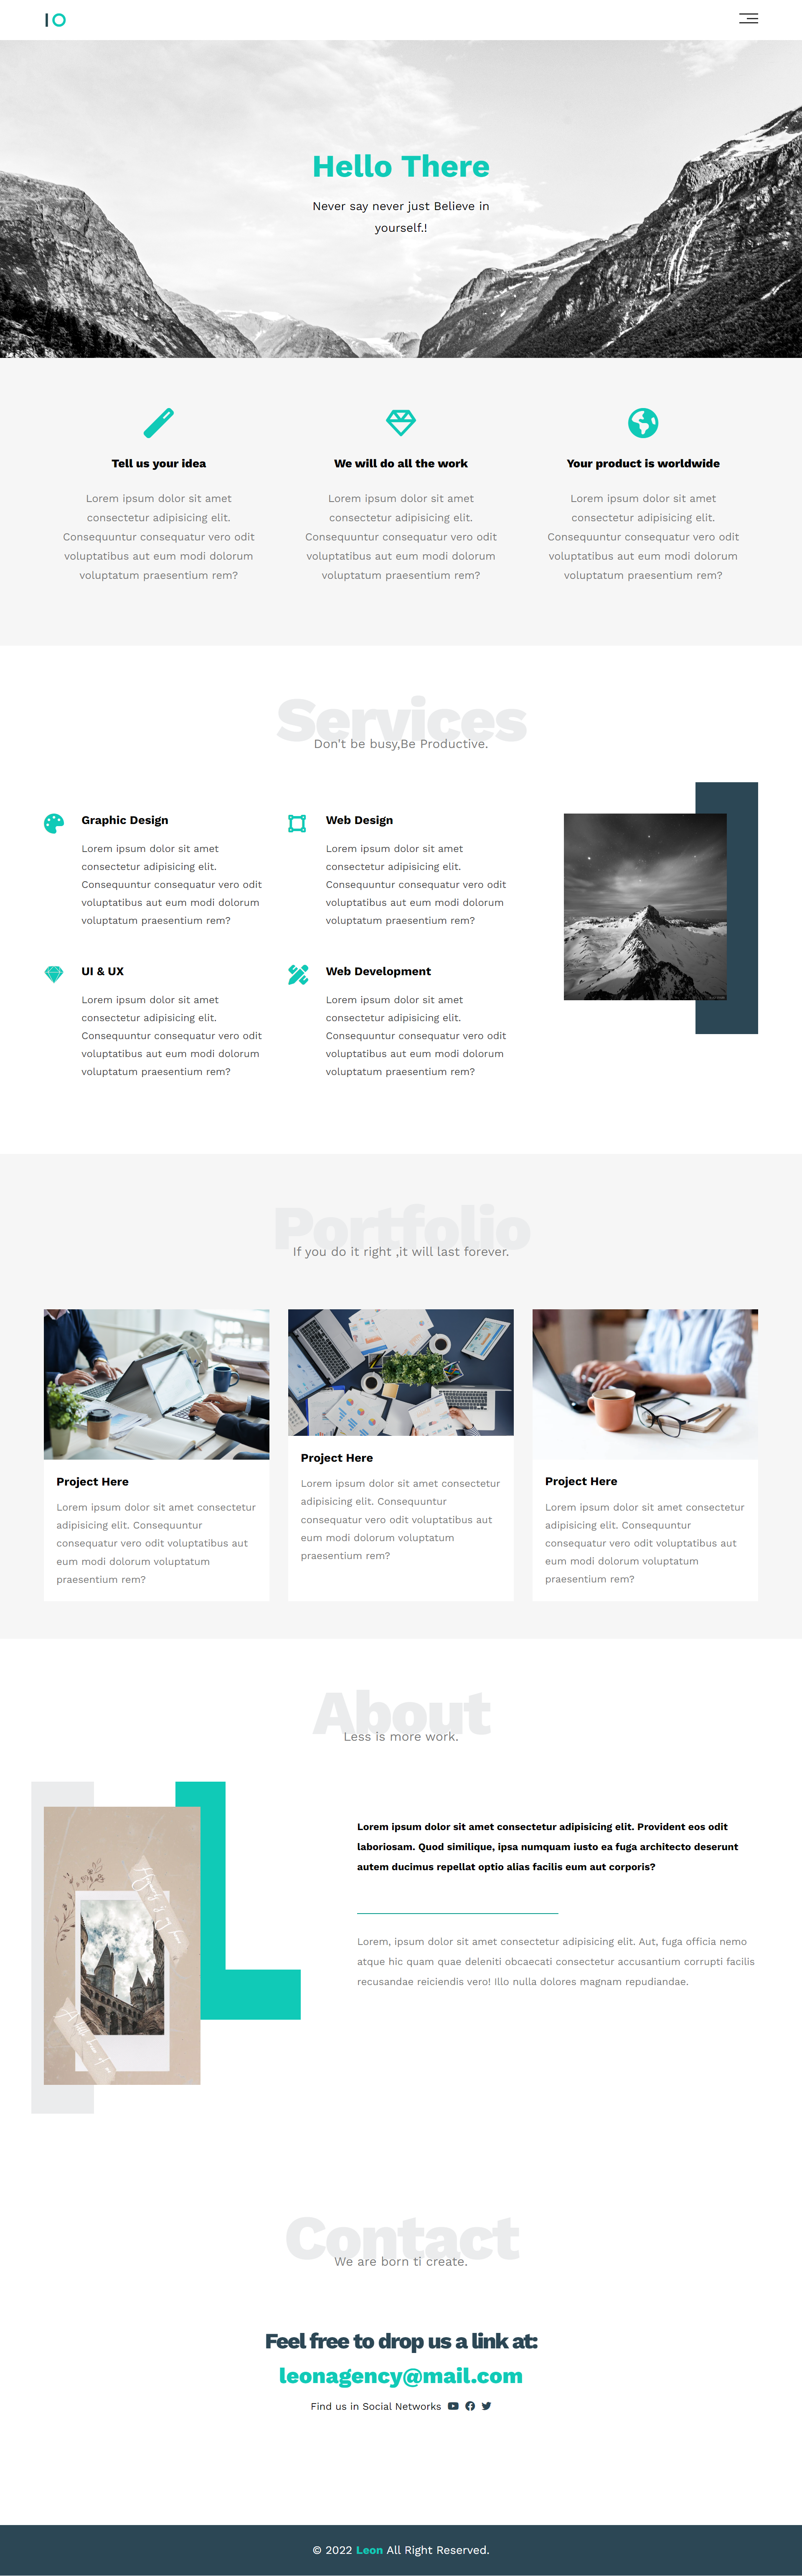 IO
Hello There
Never say never just Believe in
yourself.!
Tell us your idea
Lorem ipsum dolor sit amet
consectetur adipisicing elit.
Consequuntur consequatur vero odit
voluptatibus aut eum modi dolorum
voluptatum praesentium rem?
We will do all the work
Lorem ipsum dolor sit amet
consectetur adipisicing elit.
Consequuntur consequatur vero odit
voluptatibus aut eum modi dolorum
voluptatum praesentium rem?
Your product is worldwide
Lorem ipsum dolor sit amet
consectetur adipisicing elit.
Consequuntur consequatur vero odit
voluptatibus aut eum modi dolorum
voluptatum praesentium rem?
Services
Don't be busy,Be Productive.
Graphic Design
Lorem ipsum dolor sit amet
consectetur adipisicing elit.
Consequuntur consequatur vero odit
voluptatibus aut eum modi dolorum
voluptatum praesentium rem?
Web Design
Lorem ipsum dolor sit amet
consectetur adipisicing elit.
Consequuntur consequatur vero odit
voluptatibus aut eum modi dolorum
voluptatum praesentium rem?
UI & UX
Lorem ipsum dolor sit amet
consectetur adipisicing elit.
Consequuntur consequatur vero odit
voluptatibus aut eum modi dolorum
voluptatum praesentium rem?
Web Development
Lorem ipsum dolor sit amet
consectetur adipisicing elit.
Consequuntur consequatur vero odit
voluptatibus aut eum modi dolorum
voluptatum praesentium rem?
Portfolio
If you do it right ,it will last forever.
Project Here
Lorem ipsum dolor sit amet consectetur
adipisicing elit. Consequuntur
consequatur vero odit voluptatibus aut
eum modi dolorum voluptatum
praesentium rem?
Project Here
Lorem ipsum dolor sit amet consectetur
adipisicing elit. Consequuntur
consequatur vero odit voluptatibus aut
eum modi dolorum voluptatum
praesentium rem?
Project Here
Lorem ipsum dolor sit amet consectetur
adipisicing elit. Consequuntur
consequatur vero odit voluptatibus aut
eum modi dolorum voluptatum
praesentium rem?
About
Less is more work.
Lorem ipsum dolor sit amet consectetur adipisicing elit. Provident eos odit
laboriosam. Quod similique, ipsa numquam iusto ea fuga architecto deserunt
autem ducimus repellat optio alias facilis eum aut corporis?
Lorem, ipsum dolor sit amet consectetur adipisicing elit. Aut, fuga officia nemo
atque hic quam quae deleniti obcaecati consectetur accusantium corrupti facilis
recusandae reiciendis vero! Illo nulla dolores magnam repudiandae.
Contact
We are born ti create.
Feel free to drop us a link at:
leonagency@mail.com
Find us in Social Networks
© 2022 Leon All Right Reserved.